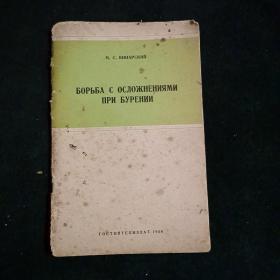 БОРЬБА С ОСЛОЖНЕНИЯМИ
ПРИ БУРЕНИИ
ГОСТОПТЕХИЗДАТ